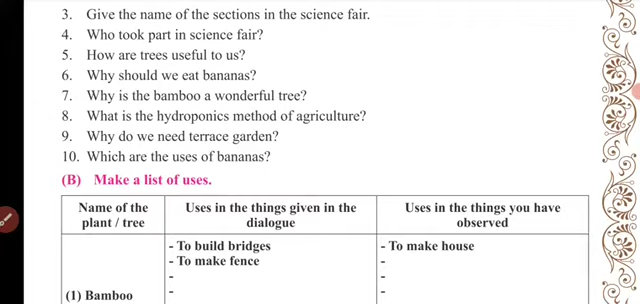 3. Give the name of the sections in the science fair.
4. Who took part in science fair?
5. How are trees useful to us?
6. Why should we eat bananas?
7. Why is the bamboo a wonderful tree?
8. What is the hydroponics method of agriculture?
9. Why do we need terrace garden?
10. Which are the uses of bananas?
(B) Make a list of uses.
Name of the plant / tree
Uses in the things given in the dialogue
Uses in the things you have observed
(1) Bamboo
- To build bridges
- To make fence
-
-
- To make house
-
-
-